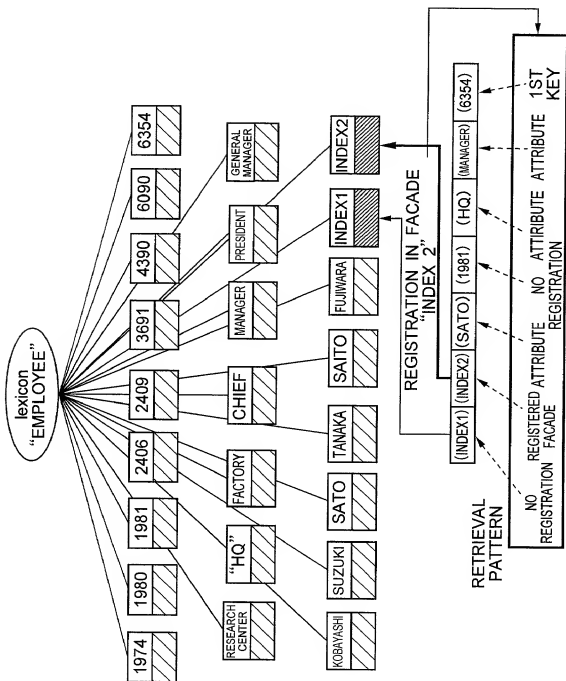 lexicon
"EMPLOYEE"
1974
1980
1981
2406
2409
3691
4390
6090
6354
RESEARCH
CENTER
"HQ"
FACTORY
CHIEF
MANAGER
PRESIDENT
GENERAL
MANAGER
KOBAYASHI
SUZUKI
SATO
TANAKA
SAITO
FUJIWARA
INDEX1
INDEX2
REGISTRATION IN FACADE
"INDEX 2"
RETRIEVAL
PATTERN
(INDEX1) (INDEX2) (SATO) (1981) (HQ) (MANAGER) (6354)
NO
REGISTRATION
REGISTERED
FACADE
ATTRIBUTE
NO
REGISTRATION
ATTRIBUTE
ATTRIBUTE
1ST
KEY